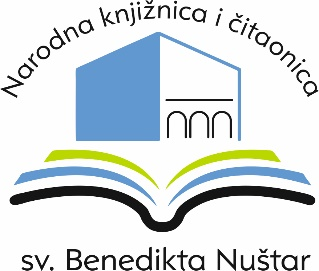 Narodna knjižnica i čitaonica
sv. Benedikta Nuštar